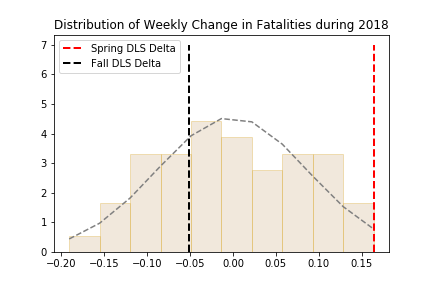 Distribution of Weekly Change in Fatalities during 2018
Spring DLS Delta
Fall DLS Delta
7
6
5
4
3
2
1
0
−0.20 −0.15 −0.10 −0.05 0.00 0.05 0.10 0.15